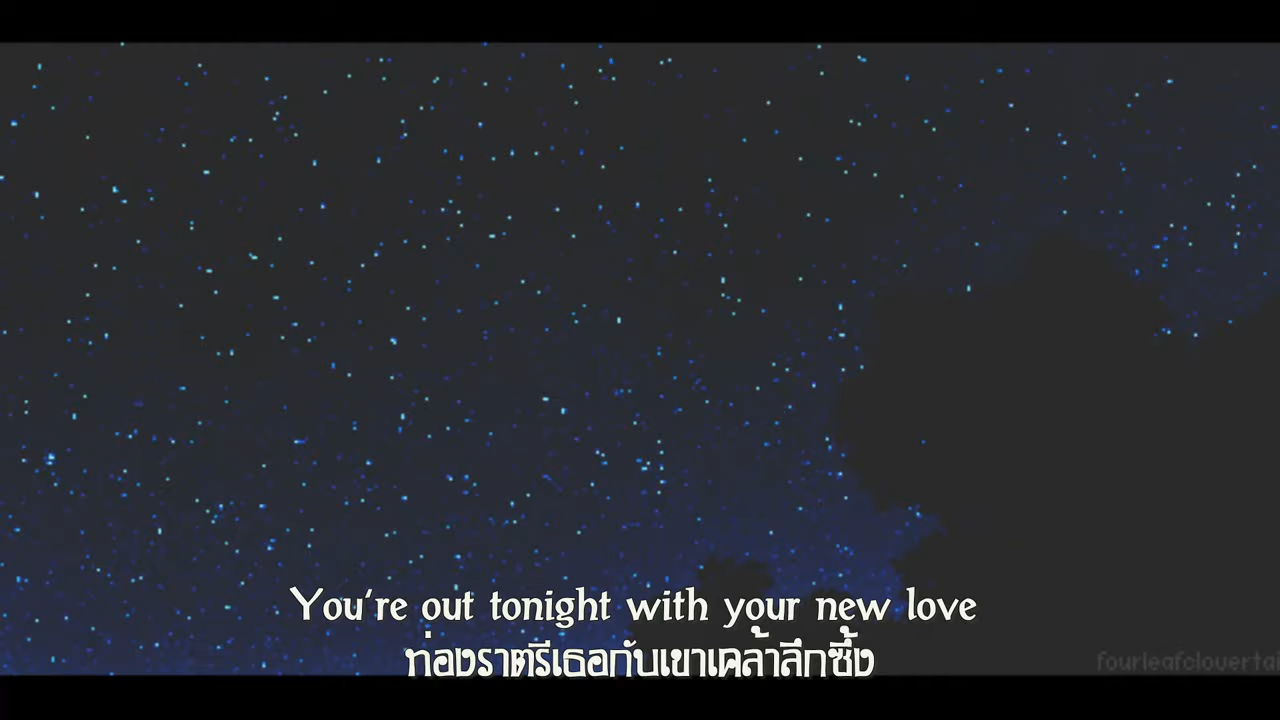 You're out tonight with your new love
ท่องราตรีเธอกับเขาเคล้าลึกซึ้ง
fourleafclovertal